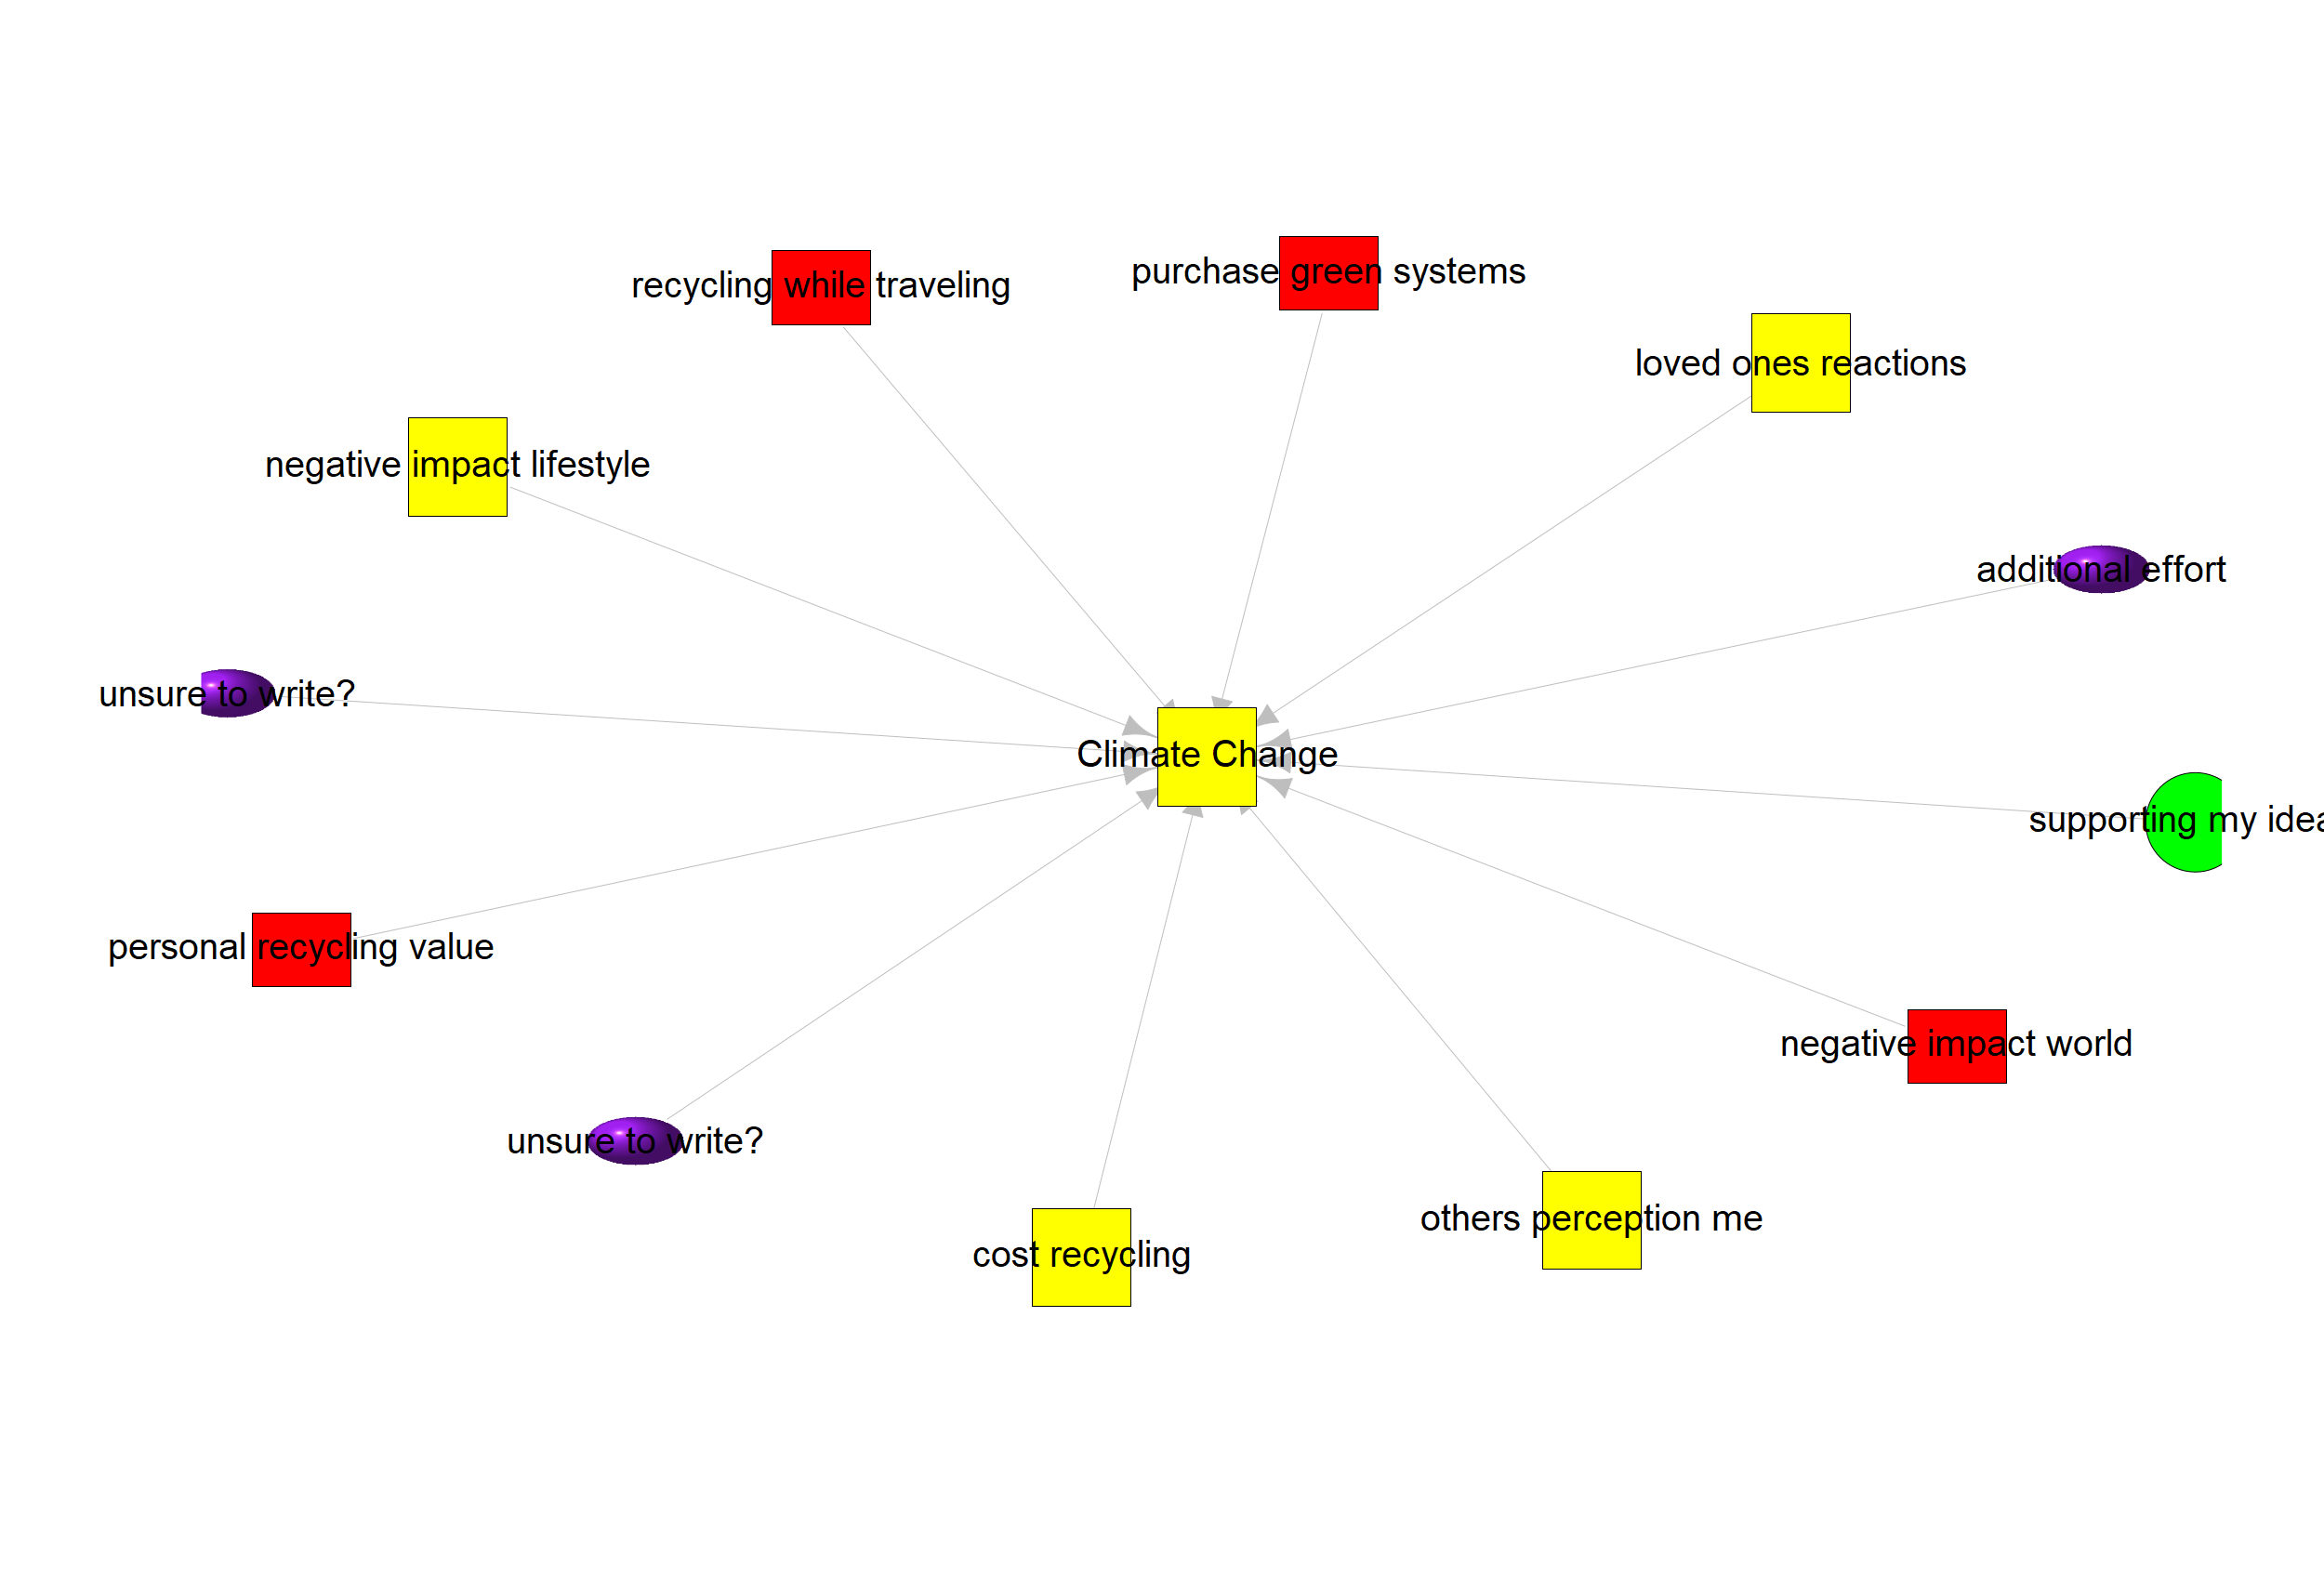 purchase green systems
recycling while traveling
loved ones reactions
negative impact lifestyle
additional effort
unsure to write?
Climate Change
supporting my idea
personal recycling value
negative impact world
unsure to write?
others perception me
cost recycling